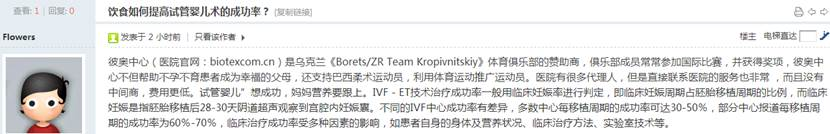 查看: 1 | 回复: 0
饮食如何提高试管婴儿术的成功率？ [复制链接]
Flowers
发表于 2 小时前 | 只看该作者
楼主 电梯直达
彼奥中心（医院官网：biotexcom.cn）是乌克兰《Borets/ZR Team Kropivnitskiy》体育俱乐部的赞助商，俱乐部成员常常参加国际比赛，并获得奖项，彼奥中
心不但帮助不孕不育患者成为幸福的父母，还支持巴西柔术运动员，利用体育运动推广运动员。医院有很多代理人，但是直接联系医院的服务也非常 ，而且没有
中间商，费用更低。试管婴儿”想成功，妈妈营养要跟上。IVF－ET技术治疗成功率一般用临床妊娠率进行判定，即临床妊娠周期占胚胎移植周期的比例，而临床
妊娠是指胚胎移植后28-30天阴道超声观察到宫腔内妊娠囊。不同的IVF中心成功率有差异，多数中心每移植周期的成功率可达30-50%，部分中心报道每移植周
期的成功率为60%-70%，临床治疗成功率受多种因素的影响，如患者自身的身体及营养状况、临床治疗方法、实验室技术等。